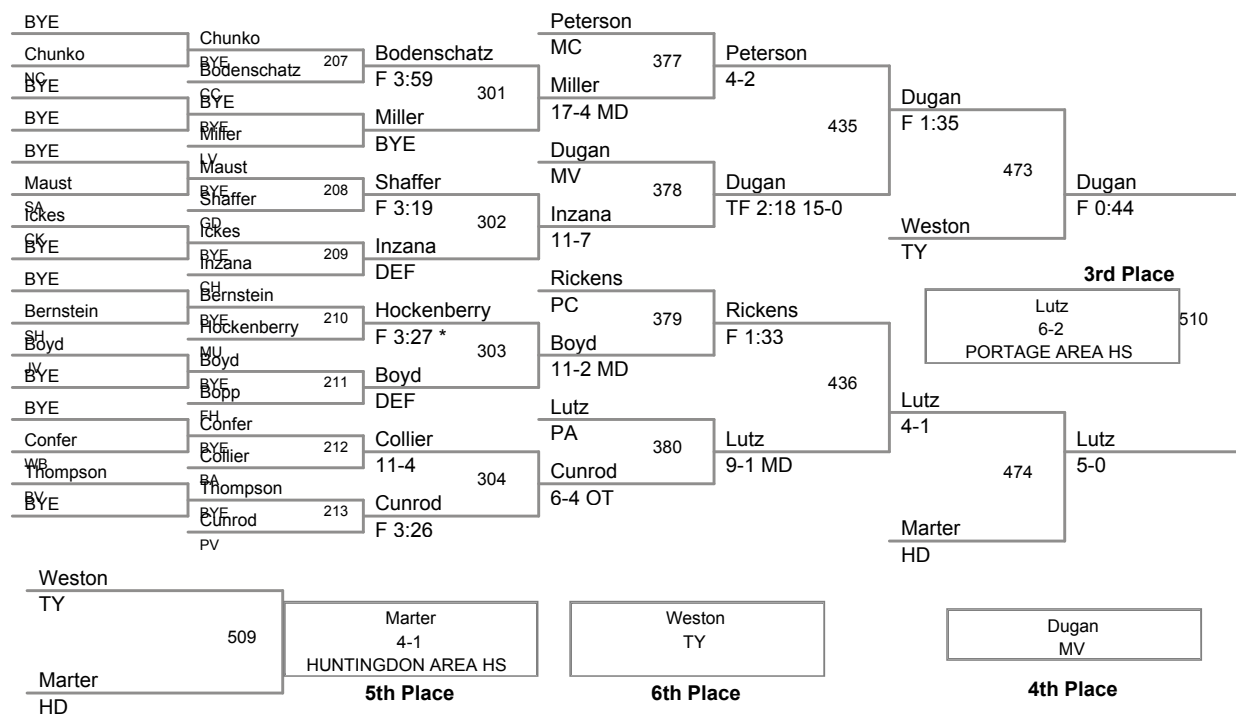 BYE
Chunko
NC
BYE
BYE
BYE
Maust
SA
Ickes
CK
BYE
BYE
Bernstein
SH
Boyd
JV
BYE
BYE
Confer
WB
Thompson
BV
BYE
Chunko
BYE
207
Bodenschatz
CC
BYE
BYE
Miller
LV
Maust
BYE
208
Shaffer
GD
Ickes
BYE
209
Inzana
CH
Bernstein
BYE
210
Hockenberry
MU
Boyd
BYE
211
Bopp
FH
Confer
BYE
212
Collier
BA
Thompson
BYE
213
Cunrod
PV
Bodenschatz
F 3:59
301
Miller
BYE
Shaffer
F 3:19
302
Inzana
DEF
Hockenberry
F 3:27 *
303
Boyd
DEF
Collier
11-4
304
Cunrod
F 3:26
Peterson
MC
377
Miller
17-4 MD
Dugan
MV
378
Inzana
11-7
Rickens
PC
379
Boyd
11-2 MD
Lutz
PA
380
Cunrod
6-4 OT
Peterson
4-2
435
Dugan
TF 2:18 15-0
Rickens
F 1:33
436
Lutz
9-1 MD
Dugan
F 1:35
473
Weston
TY
Lutz
4-1
474
Marter
HD
Dugan
F 0:44
3rd Place
Lutz
6-2
PORTAGE AREA HS
510
Lutz
5-0
Weston
TY
509
Marter
HD
Marter
4-1
HUNTINGDON AREA HS
5th Place
Weston
TY
6th Place
Dugan
MV
4th Place